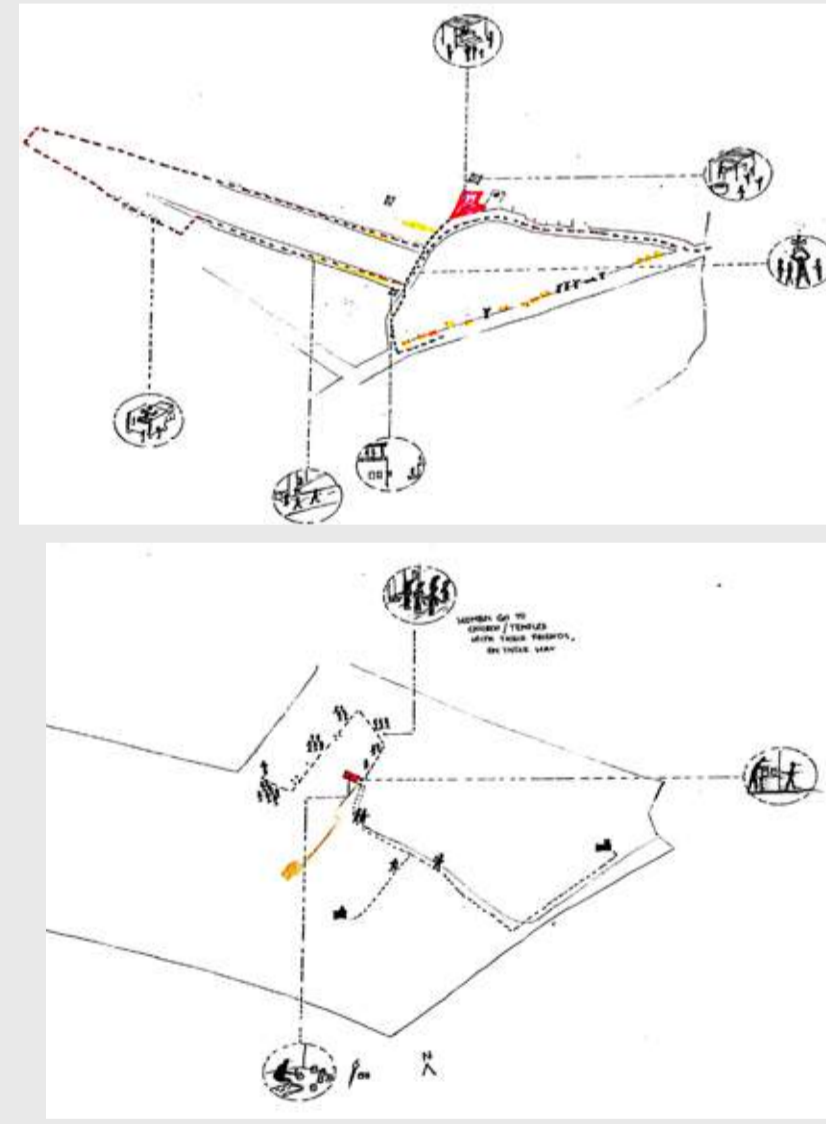 WOMEN GO TO
CHURCH / TEMPLES
WITH THEIR FRIENDS,
ON THEIR WAY
N